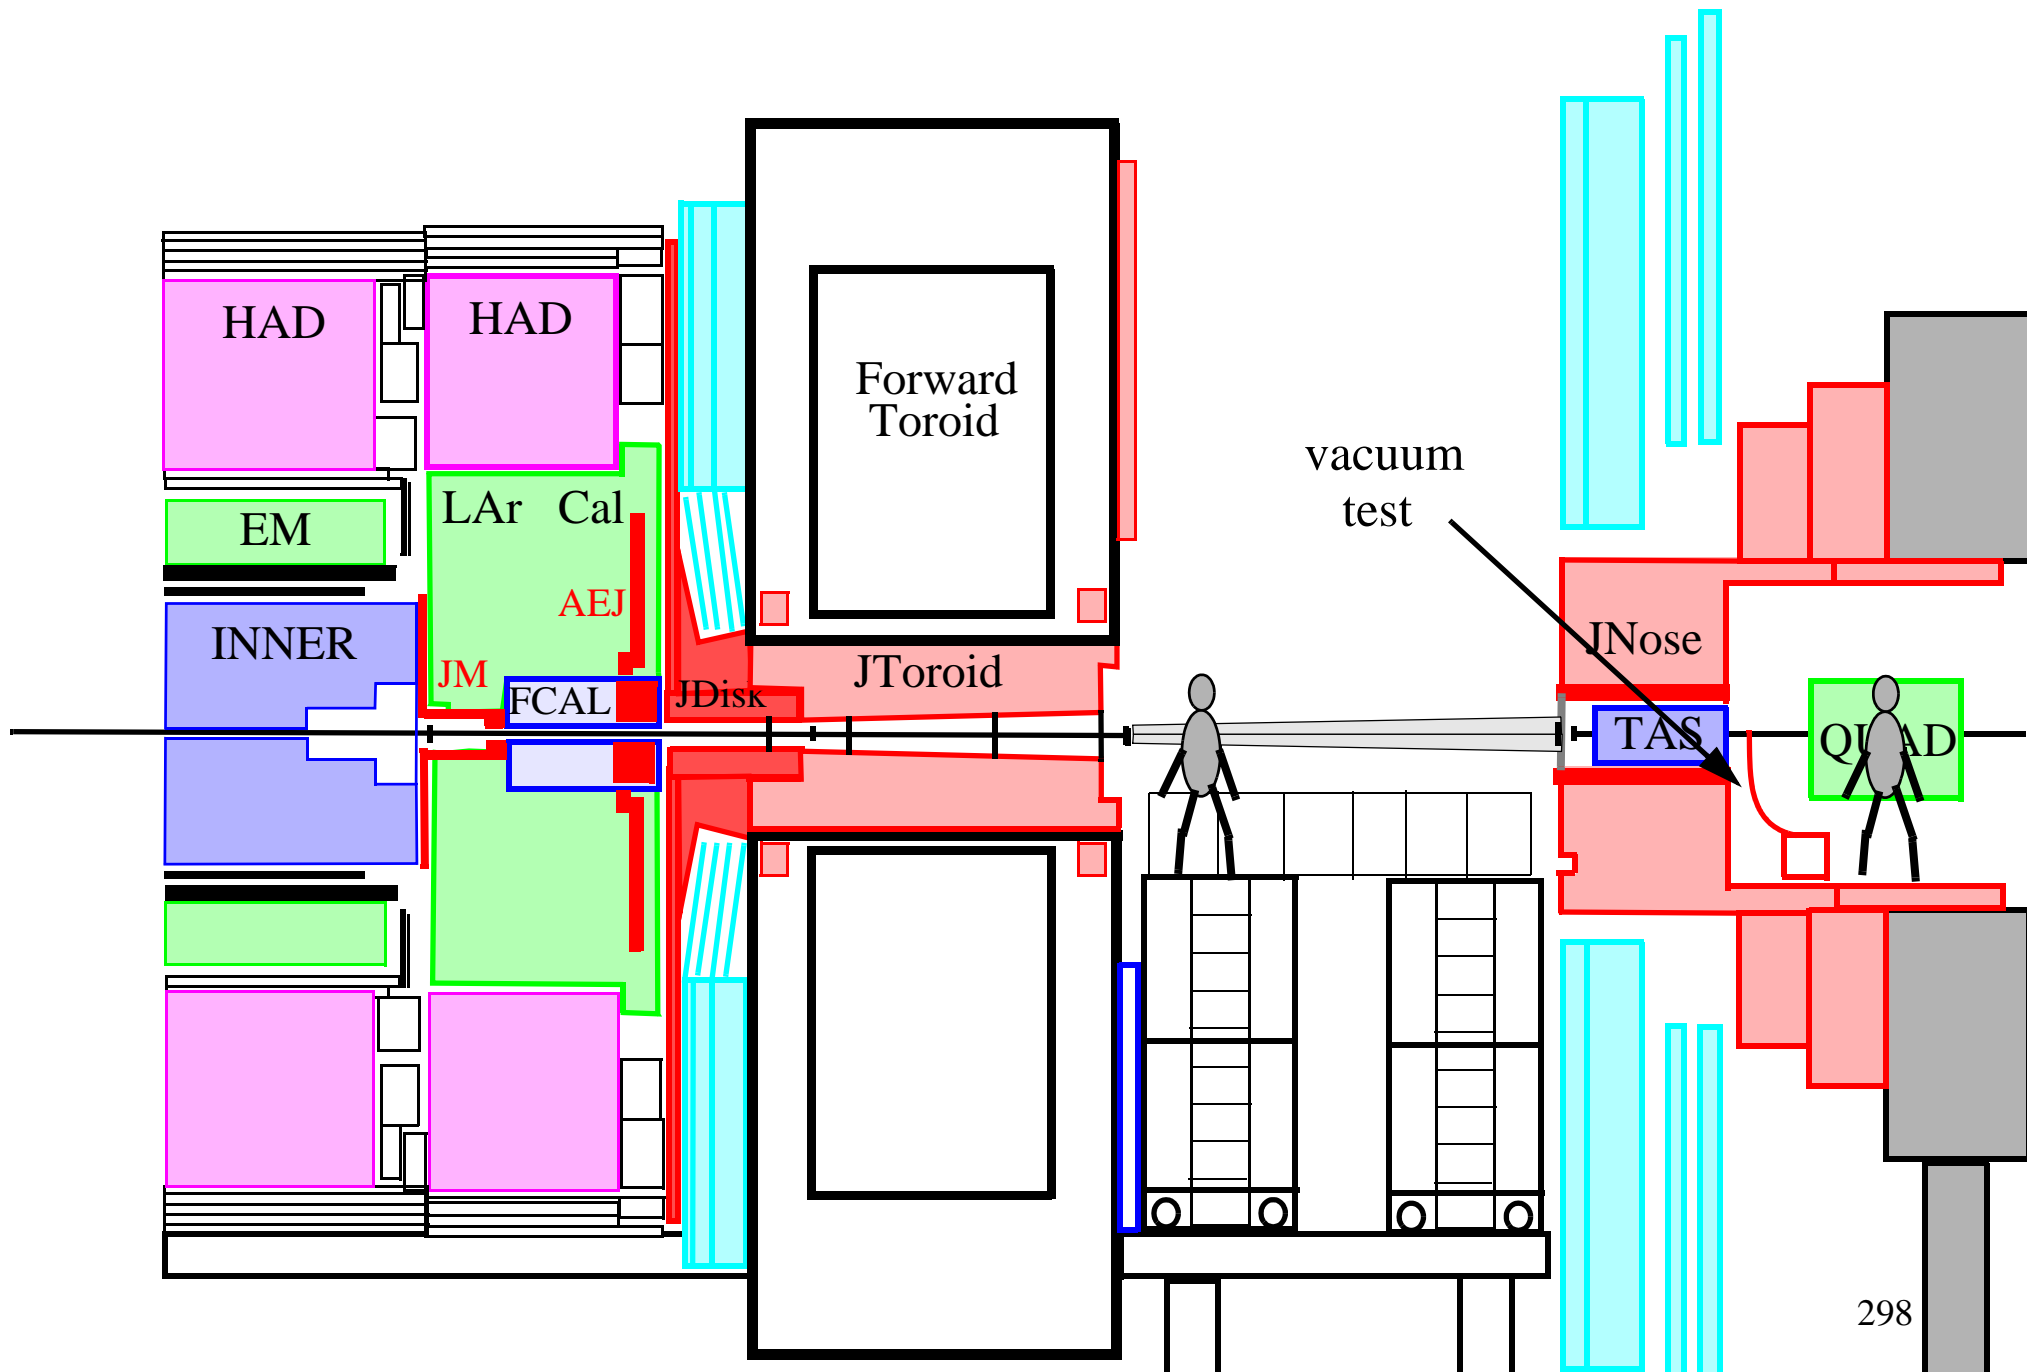 HAD
HAD
Forward
Toroid
vacuum
test
LAr Cal
EM
AEJ
INNER
JNose
JM
JToroid
FCAL
JDisk
TAS
QUAD
298